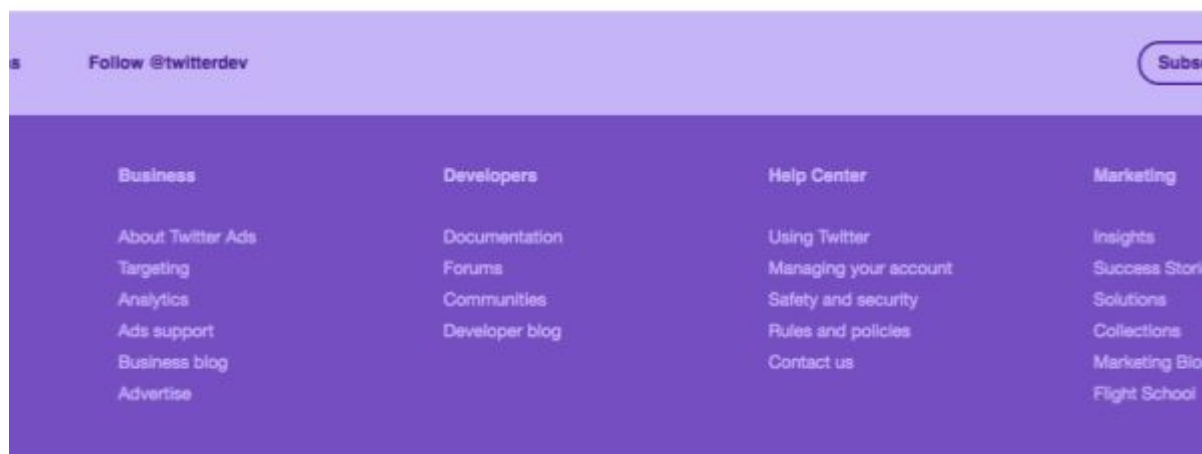 Follow @twitterdev
Business
About Twitter Ads
Targeting
Analytics
Ads support
Business blog
Advertise
Developers
Documentation
Forums
Communities
Developer blog
Help Center
Using Twitter
Managing your account
Safety and security
Rules and policies
Contact us
Marketing
Insights
Success
Solutions
Collections
Marketing
Flight School